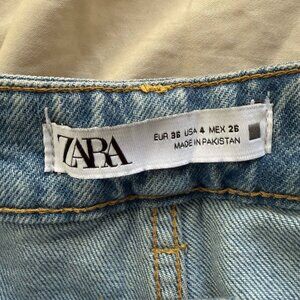 ZARA
EUR 36 USA 4 MEX 26
MADE IN PAKISTAN